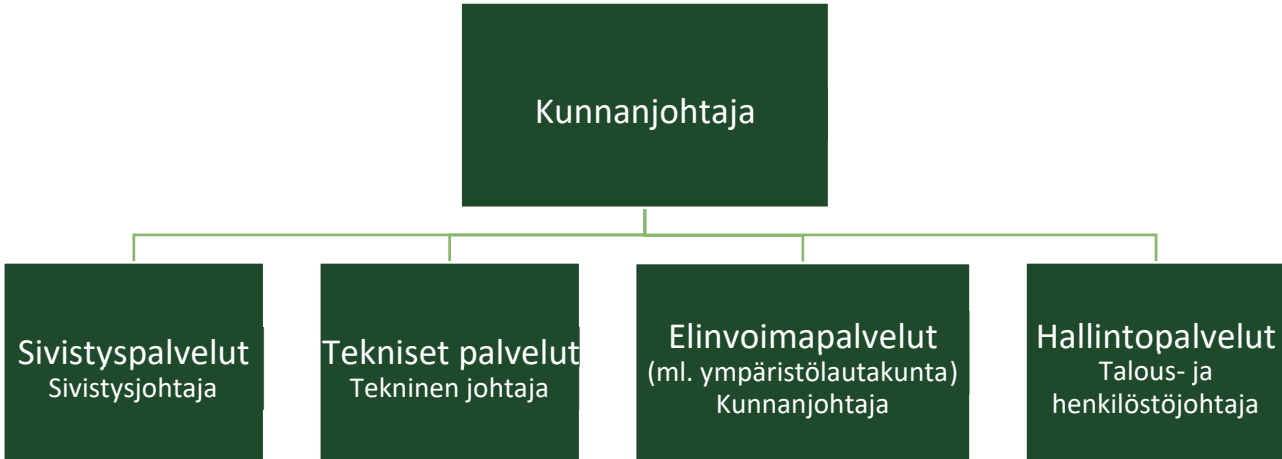 Kunnanjohtaja
Sivistyspalvelut
Sivistysjohtaja
Tekniset palvelut
Tekninen johtaja
Elinvoimapalvelut
(ml. ympäristölautakunta)
Kunnanjohtaja
Hallintopalvelut
Talous- ja
henkilöstöjohtaja